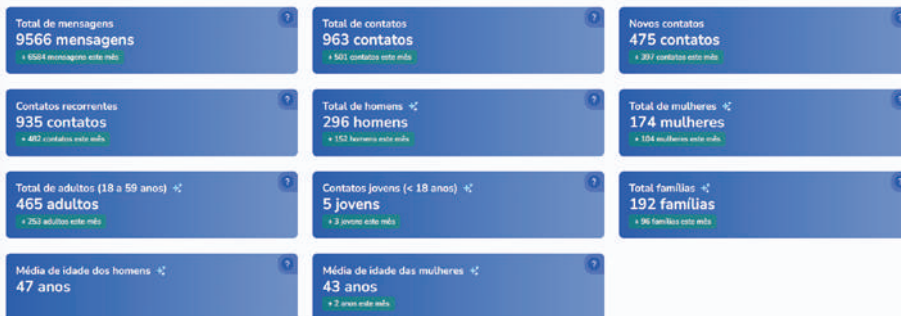 Total de mensagens
9566 mensagens
+ 6584 mensagens este mês
Total de contatos
963 contatos
+ 501 contatos este mês
Novos contatos
475 contatos
+ 397 contatos este mês
Contatos recorrentes
935 contatos
+ 482 contatos este mês
Total de homens
296 homens
+ 153 homens este mês
Total de mulheres
174 mulheres
+ 104 mulheres este mês
Total de adultos (18 a 59 anos)
465 adultos
+ 253 adultos este mês
Contatos jovens (< 18 anos)
5 jovens
+ 3 jovens este mês
Total famílias
192 famílias
+ 96 famílias este mês
Média de idade dos homens
47 anos
Média de idade das mulheres
43 anos
+ 2 anos este mês